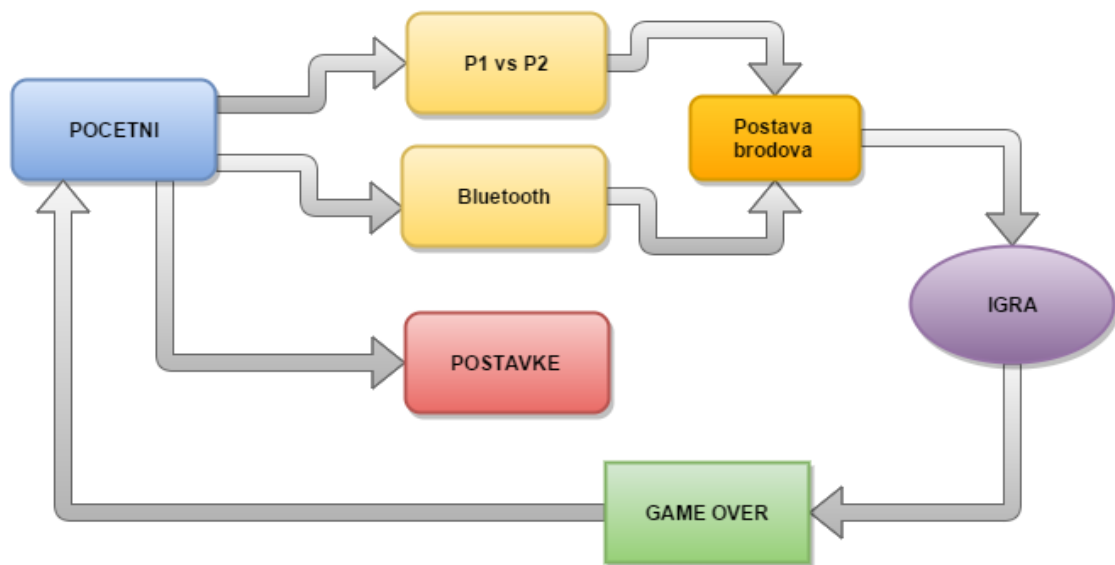 P1 vs P2
POCETNI
Postava
brodova
Bluetooth
IGRA
POSTAVKE
GAME OVER